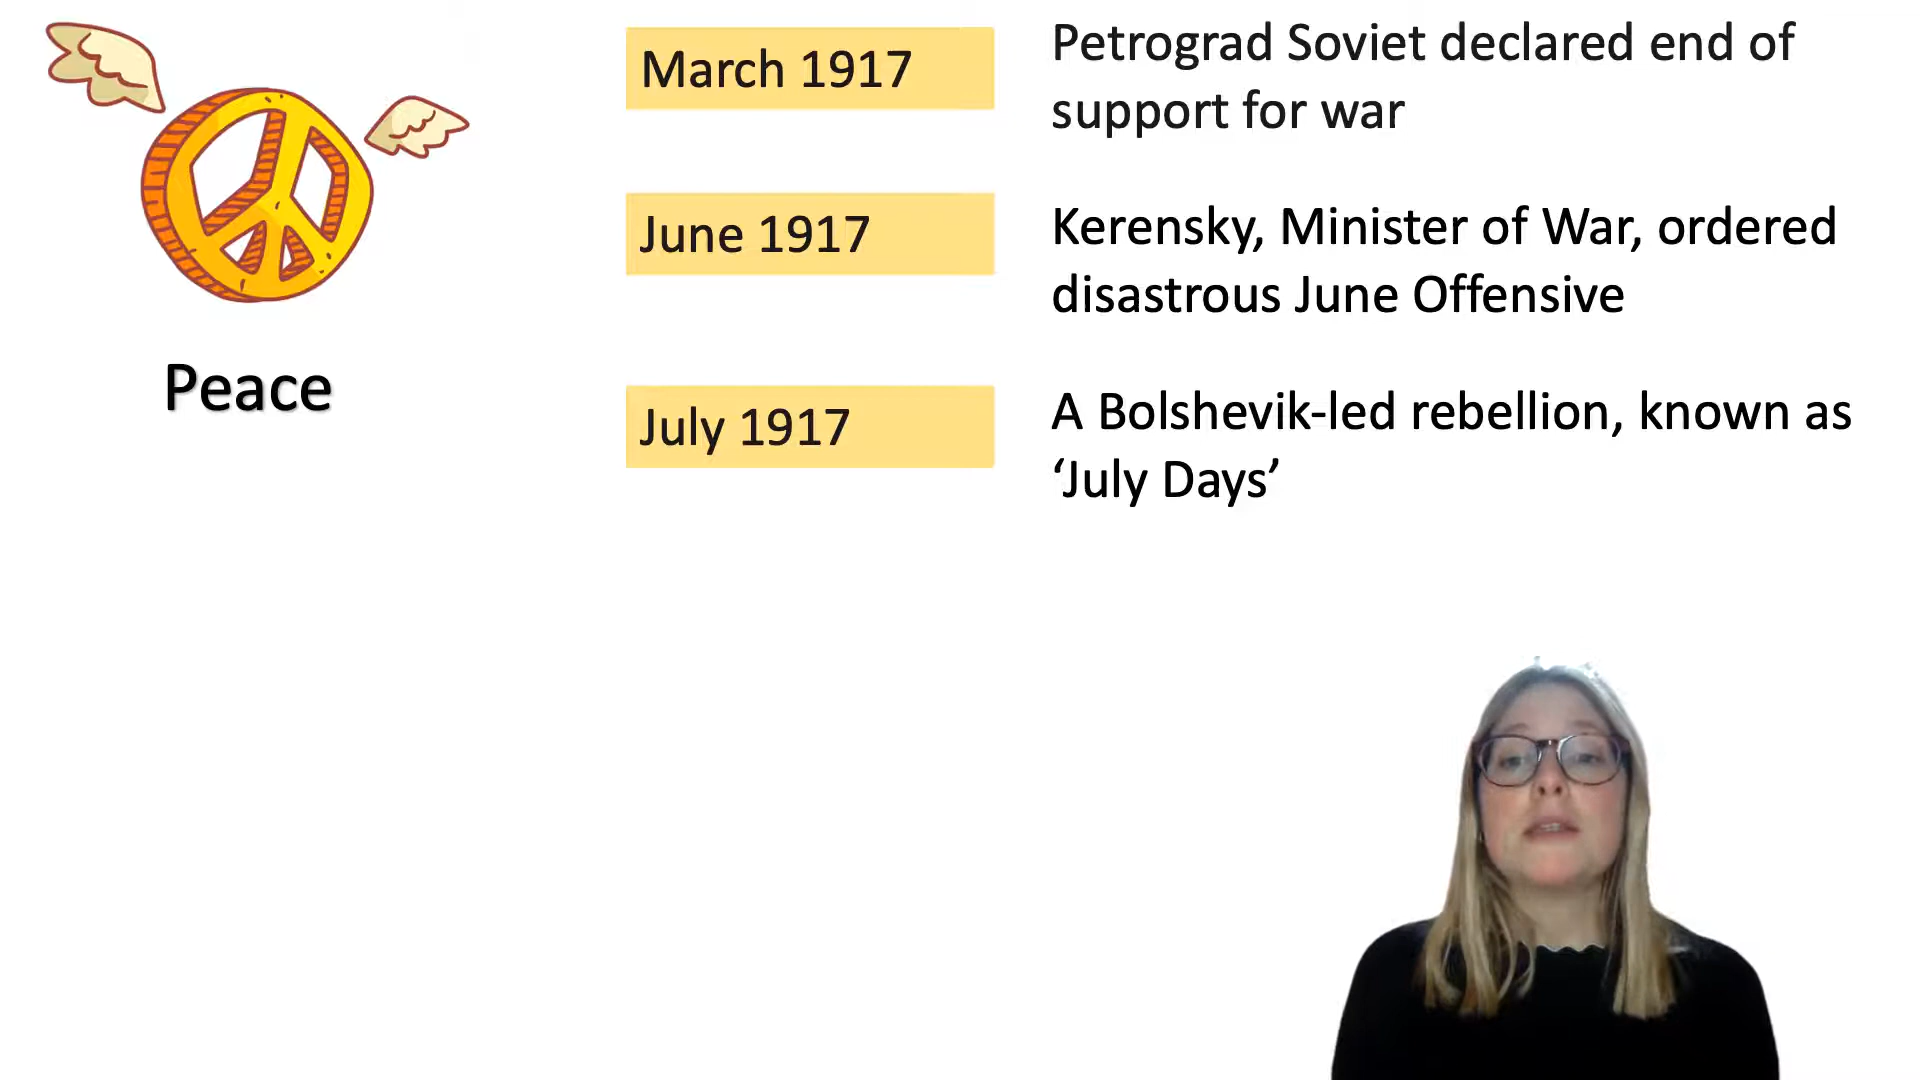 March 1917
Petrograd Soviet declared end of
support for war
June 1917
Kerensky, Minister of War, ordered
disastrous June Offensive
Peace
July 1917
A Bolshevik-led rebellion, known as
‘July Days’